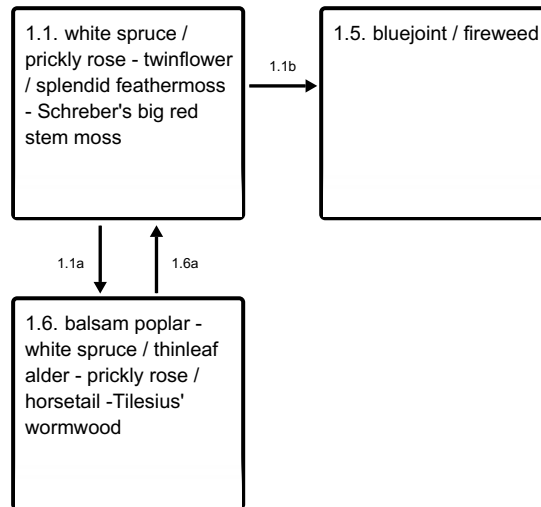 1.1. white spruce /
prickly rose - twinflower
/ splendid feathermoss
- Schreber's big red
stem moss
1.1b
1.5. bluejoint / fireweed
1.1a
1.6a
1.6. balsam poplar -
white spruce / thinleaf
alder - prickly rose /
horsetail -Tilesius'
wormwood